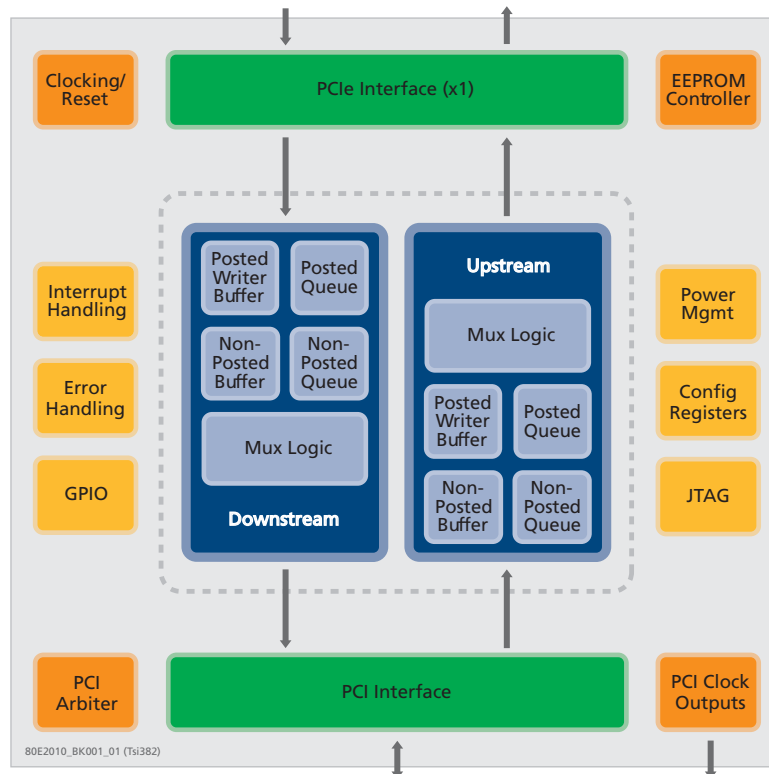 Clocking/
Reset
PCIe Interface (x1)
EEPROM
Controller
Posted
Writer
Buffer
Posted
Queue
Non-
Posted
Buffer
Non-
Posted
Queue
Mux Logic
Downstream
Upstream
Mux Logic
Posted
Writer
Buffer
Posted
Queue
Non-
Posted
Buffer
Non-
Posted
Queue
Interrupt
Handling
Error
Handling
GPIO
Power
Mgmt
Config
Registers
JTAG
PCI
Arbiter
PCI Interface
PCI Clock
Outputs
80E2010_BK001_01 (Tsi382)